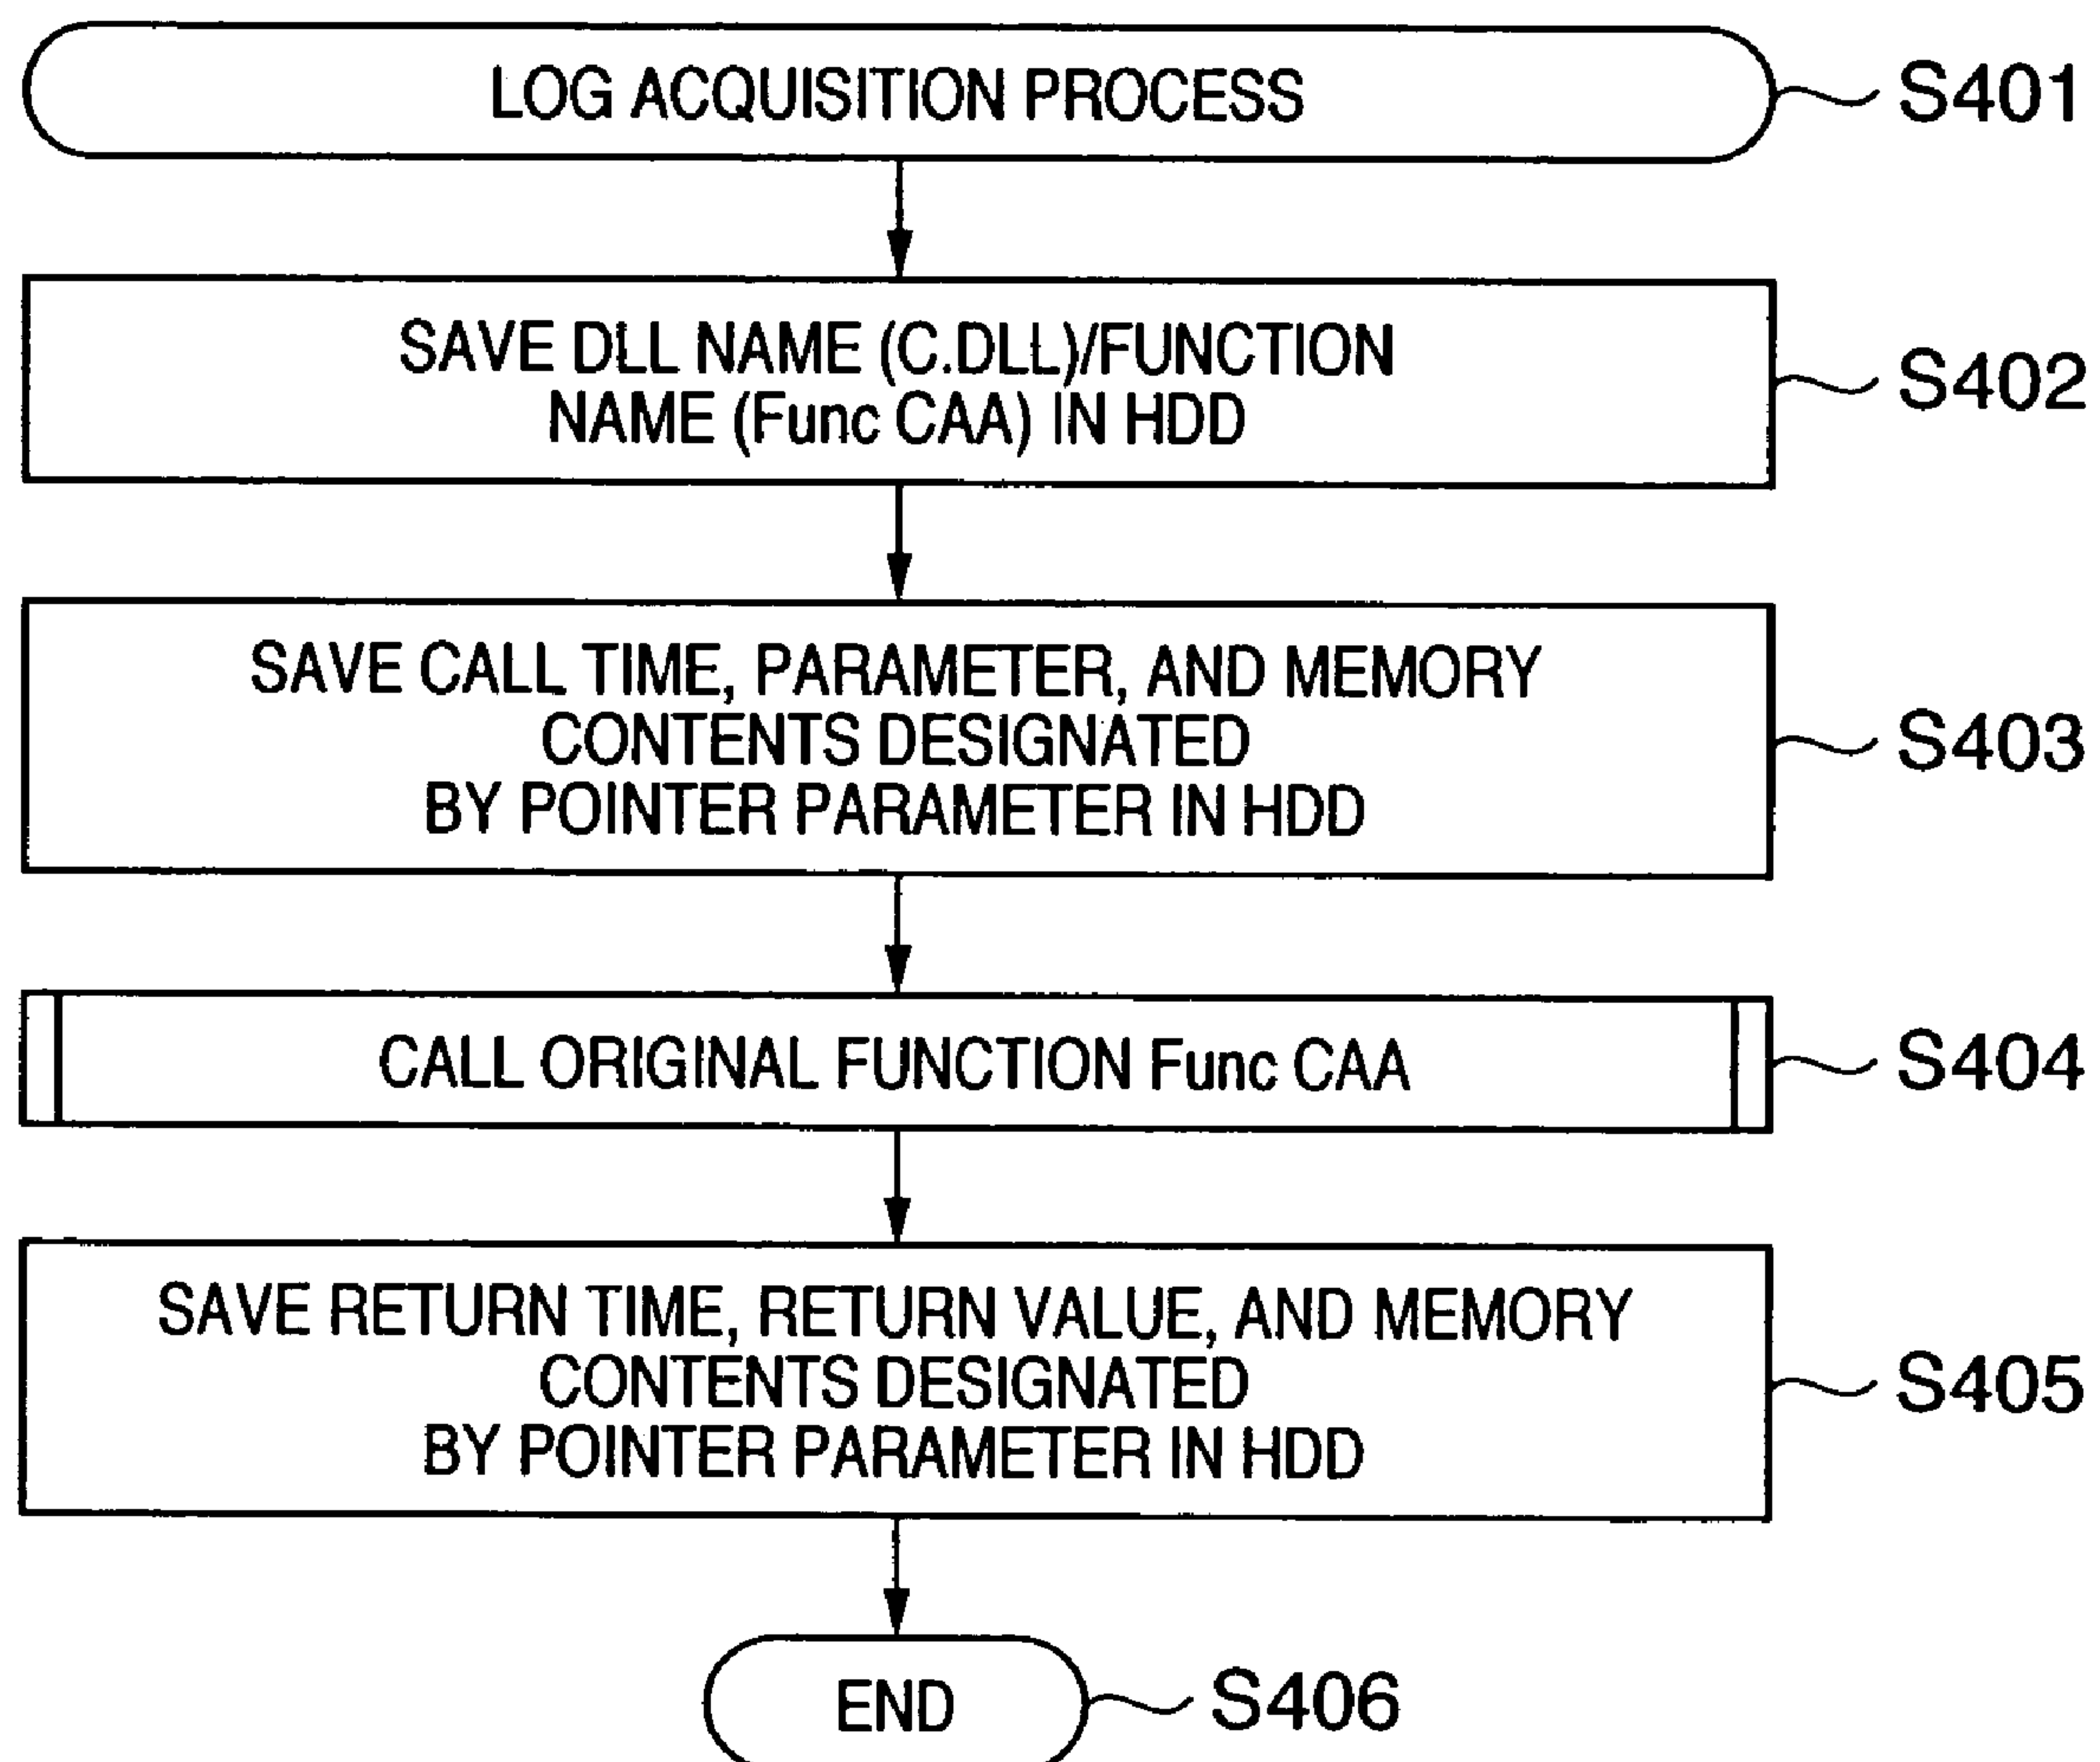 LOG ACQUISITION PROCESS
S401
SAVE DLL NAME (C.DLL)/FUNCTION
NAME (Func CAA) IN HDD
S402
SAVE CALL TIME, PARAMETER, AND MEMORY
CONTENTS DESIGNATED
BY POINTER PARAMETER IN HDD
S403
CALL ORIGINAL FUNCTION Func CAA
S404
SAVE RETURN TIME, RETURN VALUE, AND MEMORY
CONTENTS DESIGNATED
BY POINTER PARAMETER IN HDD
S405
END
S406